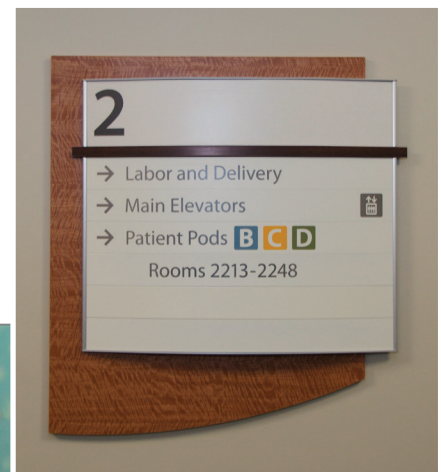 2
→ Labor and Delivery
→ Main Elevators
→ Patient Pods B C D
Rooms 2213-2248